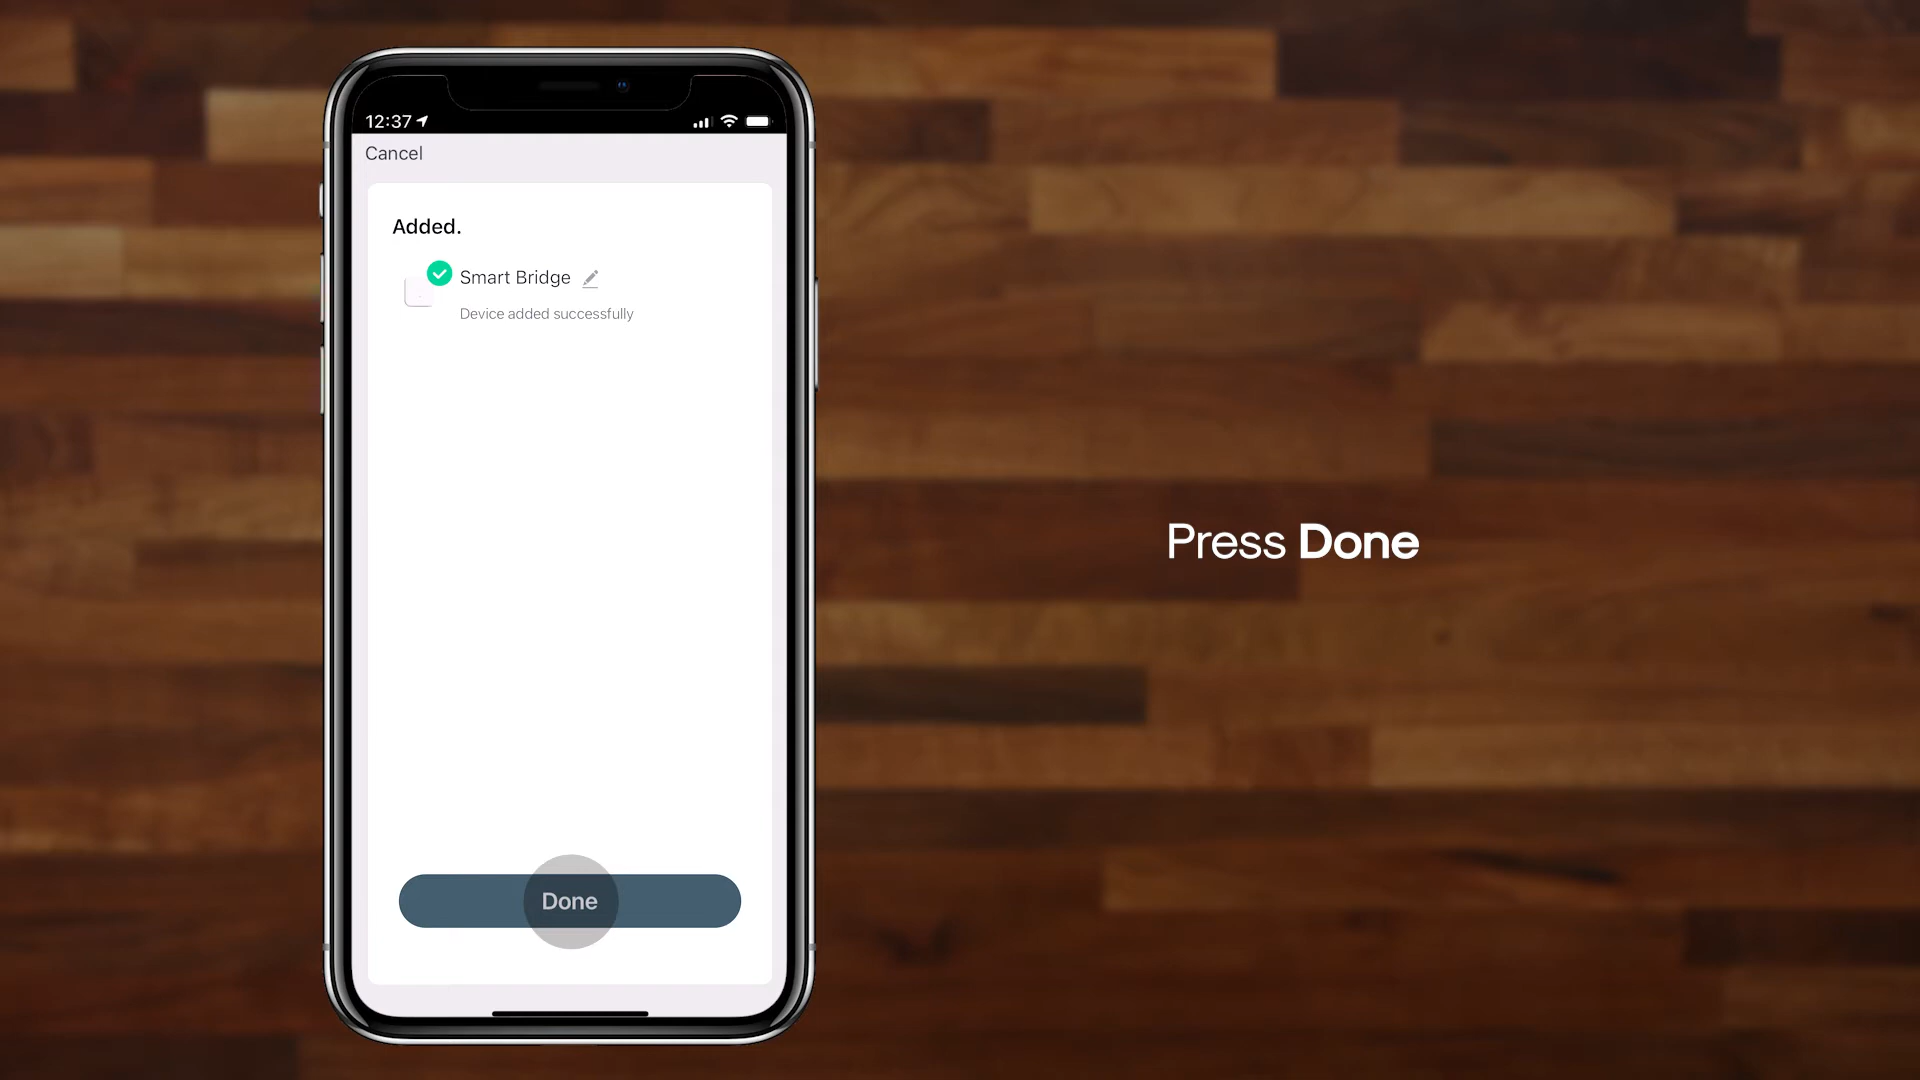 12:37
Cancel
Added.
Smart Bridge
Device added successfully
Done
Press Done